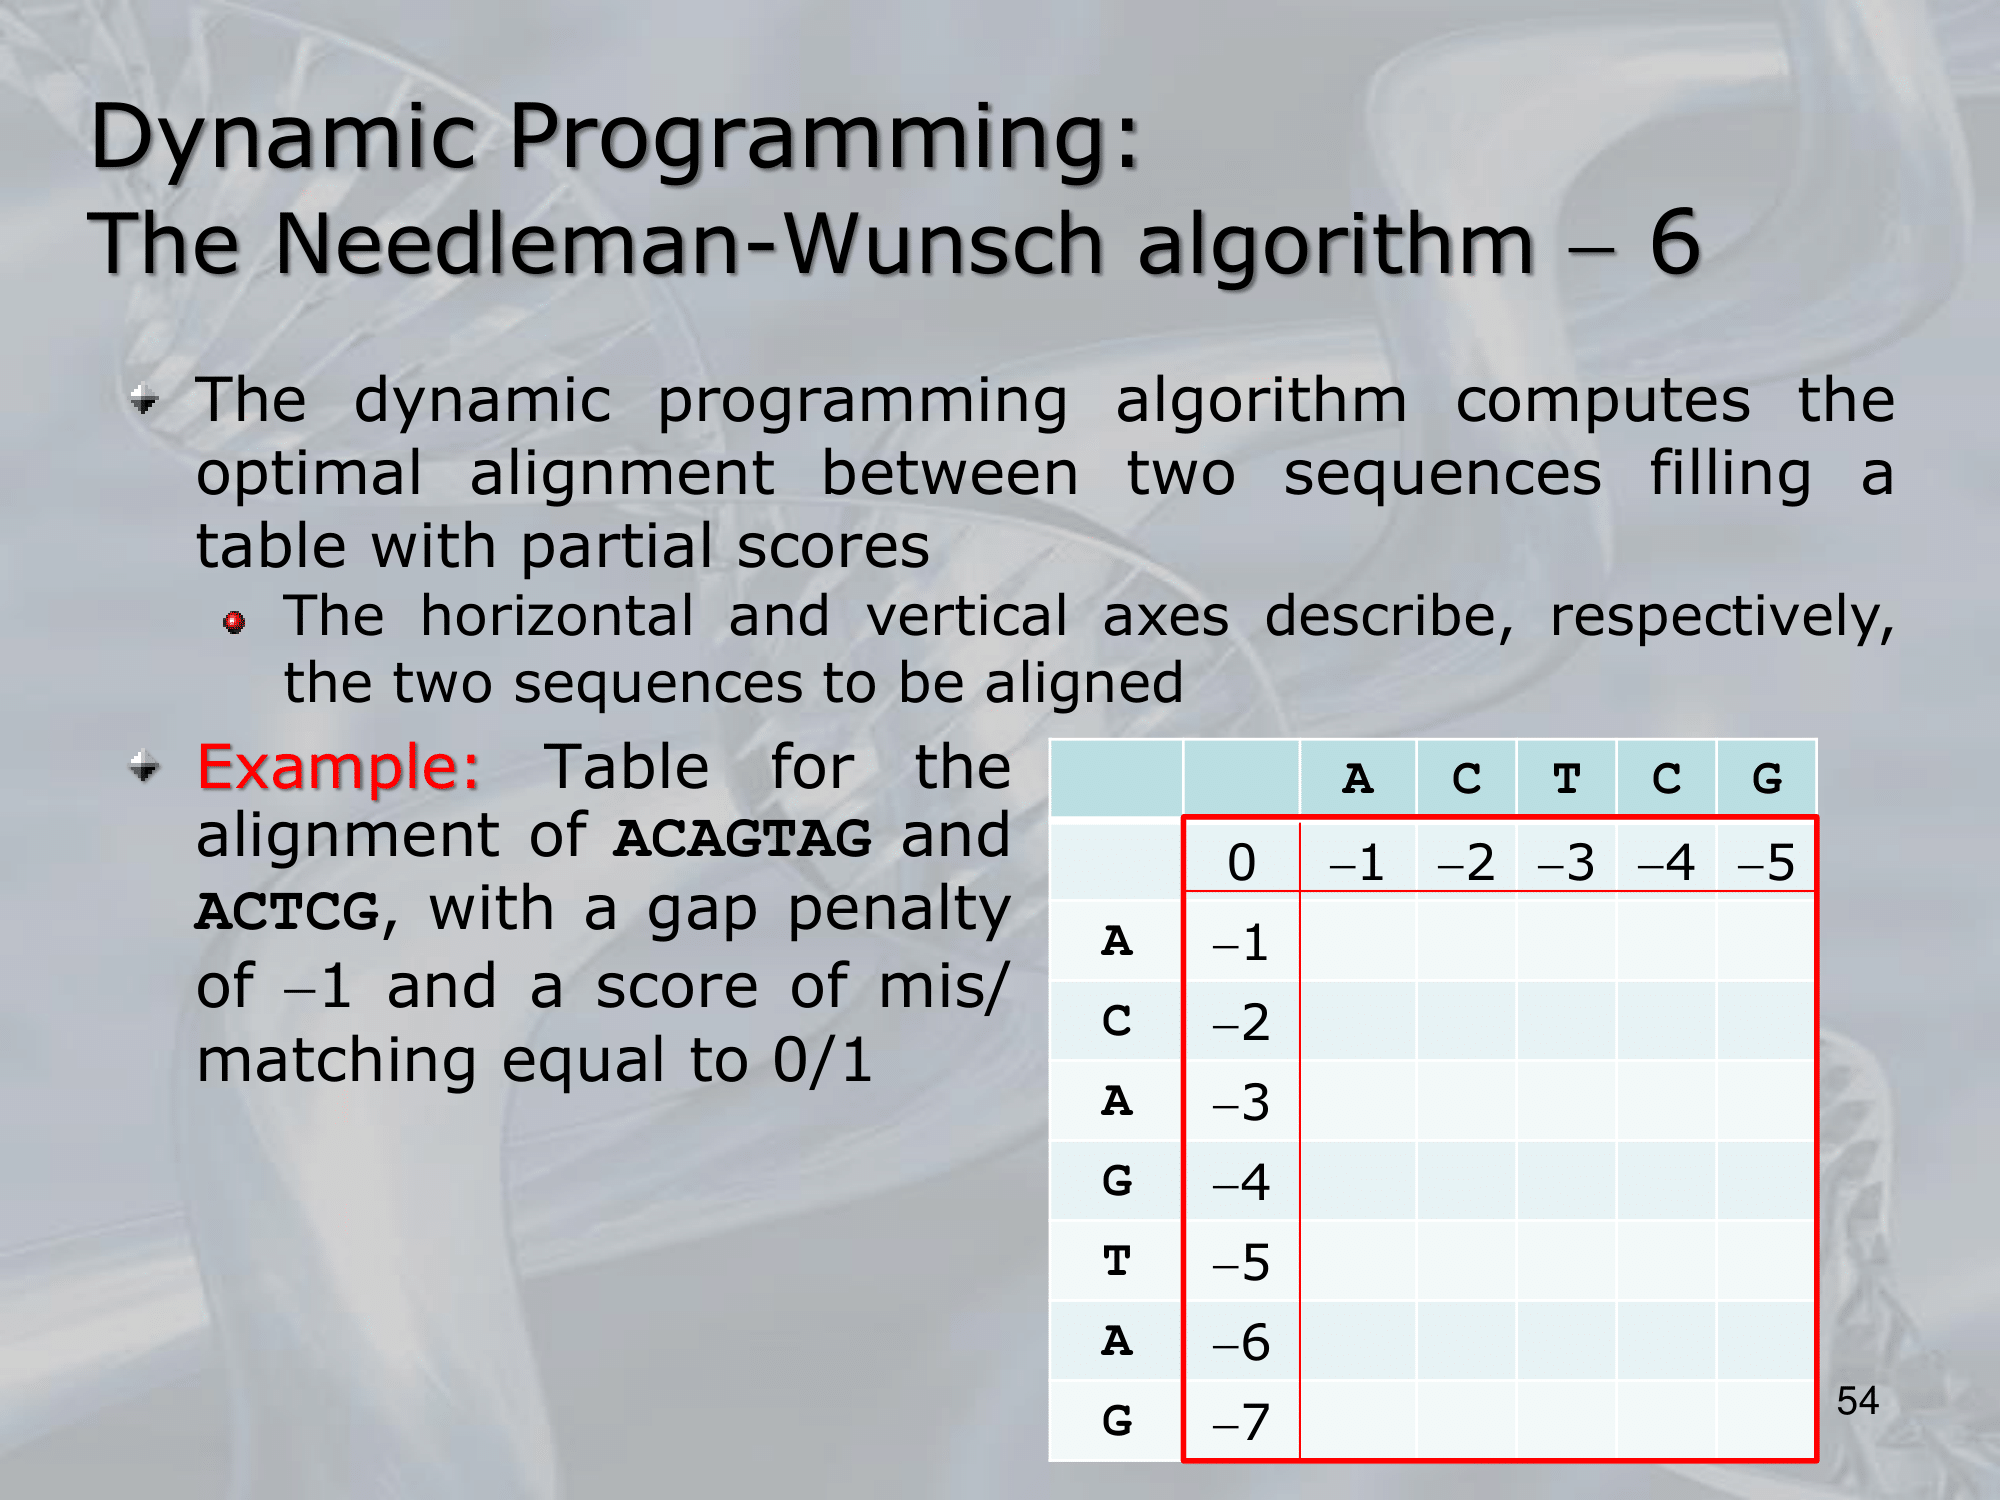 Dynamic Programming:
The Needleman-Wunsch algorithm – 6
The dynamic programming algorithm computes the
optimal alignment between two sequences filling a
table with partial scores
The horizontal and vertical axes describe, respectively,
the two sequences to be aligned
Example: Table for the
alignment of ACAGTAG and
ACTCG, with a gap penalty
of –1 and a score of mis/
matching equal to 0/1
A C T C G
0 –1 –2 –3 –4 –5
A –1
C –2
A –3
G –4
T –5
A –6
G –7
54